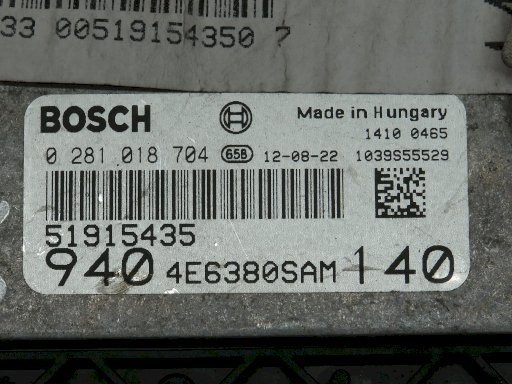 33 00519154350 7
BOSCH
Made in Hungary
1410 0465
0 281 018 704 658 12-08-22 1039S55529
51915435
940 4E6380SAM 140